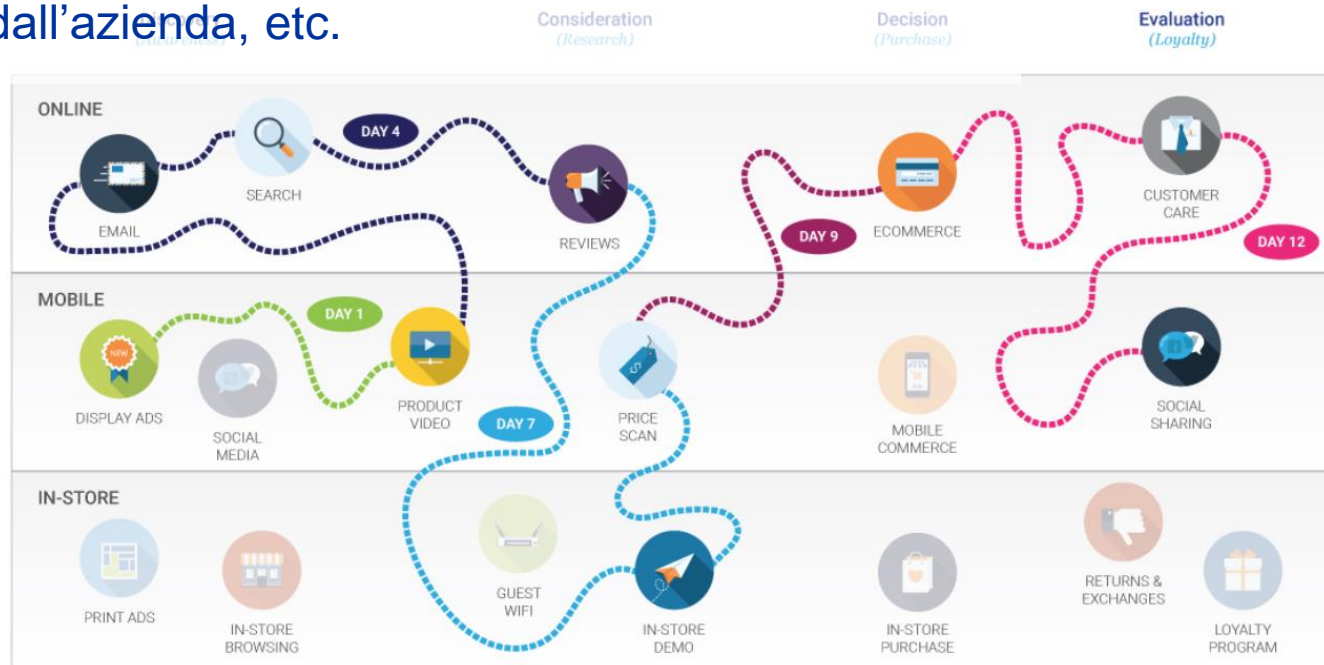 dall'azienda, etc.
Consideration
(Research)
Decision
(Purchase)
Evaluation
(Loyalty)
ONLINE
EMAIL
SEARCH
DAY 4
REVIEWS
DAY 9
ECOMMERCE
CUSTOMER
CARE
DAY 12
MOBILE
DISPLAY ADS
NEW
SOCIAL
MEDIA
DAY 1
PRODUCT
VIDEO
DAY 7
PRICE
SCAN
MOBILE
COMMERCE
SOCIAL
SHARING
IN-STORE
PRINT ADS
IN-STORE
BROWSING
GUEST
WIFI
IN-STORE
DEMO
IN-STORE
PURCHASE
RETURNS &
EXCHANGES
LOYALTY
PROGRAM